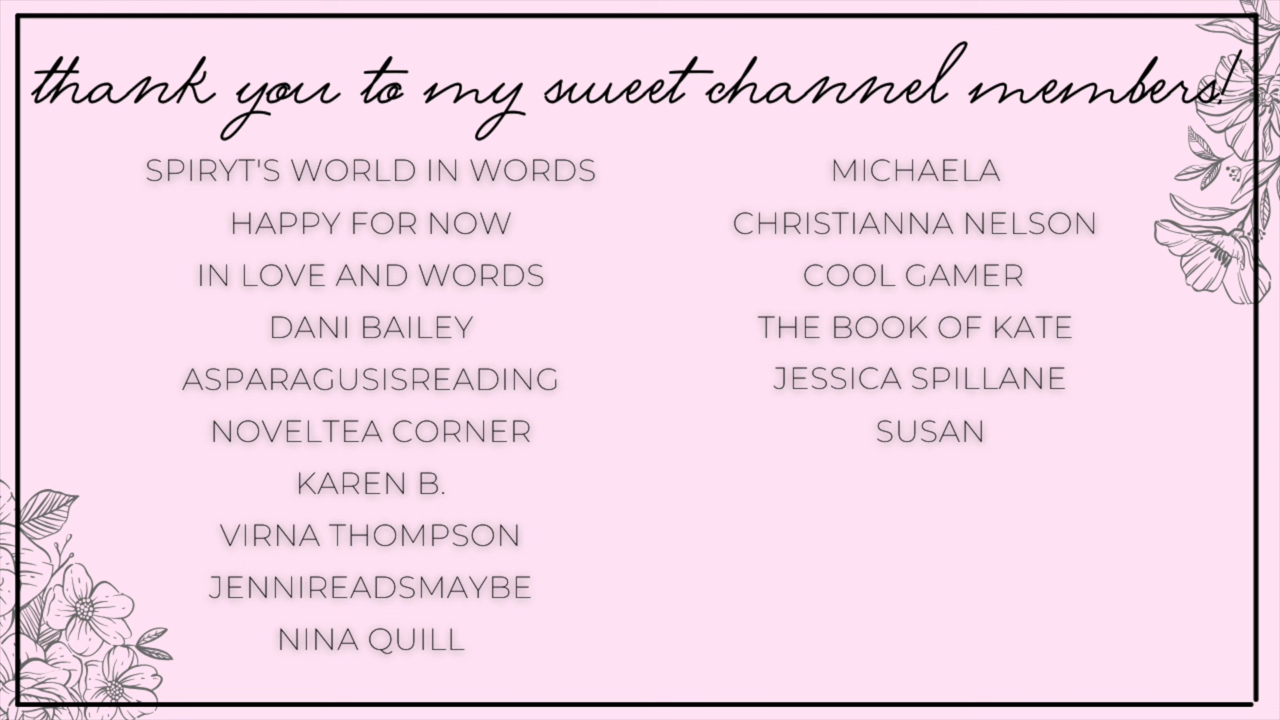 thank you to my sweet channel members!
SPIRYT'S WORLD IN WORDS
HAPPY FOR NOW
IN LOVE AND WORDS
DANI BAILEY
ASPARAGUSISREADING
NOVELTEA CORNER
KAREN B.
VIRNA THOMPSON
JENNIREADSMAYBE
NINA QUILL
MICHAELA
CHRISTIANNA NELSON
COOL GAMER
THE BOOK OF KATE
JESSICA SPILLANE
SUSAN